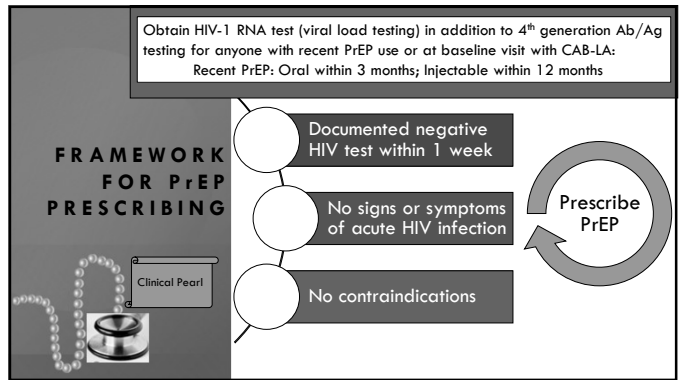 Obtain HIV-1 RNA test (viral load testing) in addition to 4th generation Ab/Ag
testing for anyone with recent PrEP use or at baseline visit with CAB-LA:
Recent PrEP: Oral within 3 months; Injectable within 12 months
FRAMEWORK
FOR PrEP
PRESCRIBING
Clinical Pearl
Documented negative
HIV test within 1 week
No signs or symptoms
of acute HIV infection
No contraindications
Prescribe
PrEP